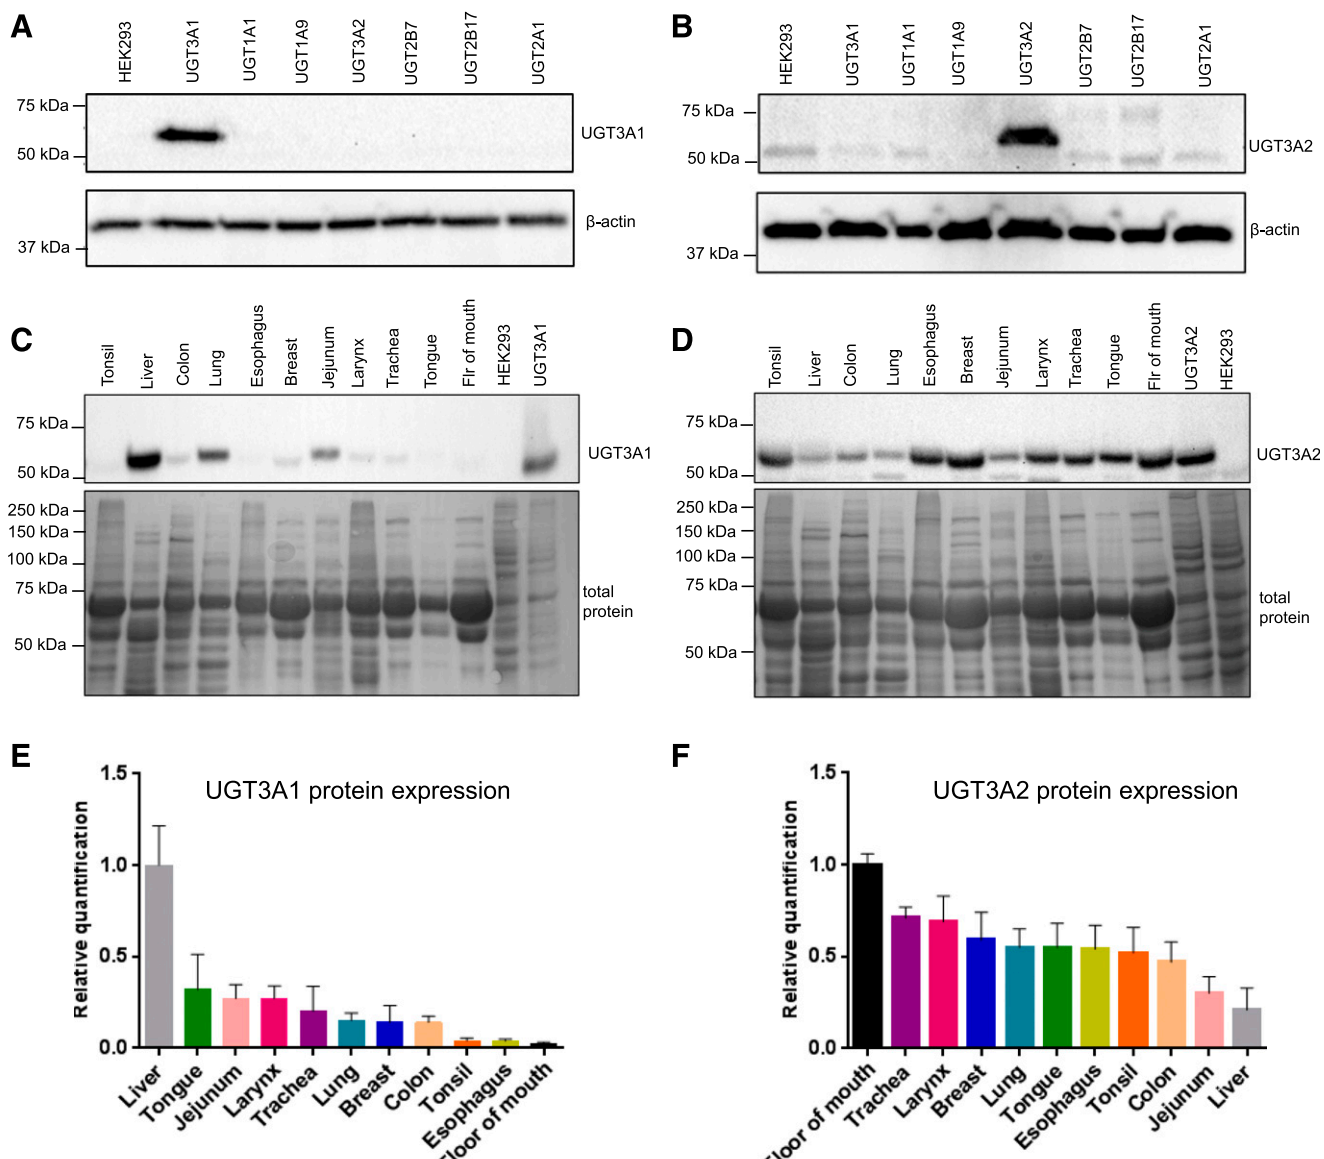 A
HEK293
UGT3A1
UGT1A1
UGT1A9
UGT3A2
UGT2B7
UGT2B17
UGT2A1
75 kDa
50 kDa
UGT3A1
37 kDa
β-actin
B
HEK293
UGT3A1
UGT1A1
UGT1A9
UGT3A2
UGT2B7
UGT2B17
UGT2A1
75 kDa
50 kDa
UGT3A2
37 kDa
β-actin
C
Tonsil
Liver
Colon
Lung
Esophagus
Breast
Jejunum
Larynx
Trachea
Tongue
Flr of mouth
HEK293
UGT3A1
75 kDa
50 kDa
UGT3A1
250 kDa
150 kDa
100 kDa
75 kDa
50 kDa
total
protein
D
Tonsil
Liver
Colon
Lung
Esophagus
Breast
Jejunum
Larynx
Trachea
Tongue
Flr of mouth
UGT3A2
HEK293
75 kDa
50 kDa
UGT3A2
250 kDa
150 kDa
100 kDa
75 kDa
50 kDa
total
protein
E
UGT3A1 protein expression
Relative quantification
1.5
1.0
0.5
0.0
Liver
Tongue
Jejunum
Larynx
Trachea
Lung
Breast
Colon
Tonsil
Esophagus
Floor of mouth
F
UGT3A2 protein expression
Relative quantification
1.5
1.0
0.5
0.0
Floor of mouth
Trachea
Larynx
Breast
Lung
Tongue
Esophagus
Tonsil
Colon
Jejunum
Liver